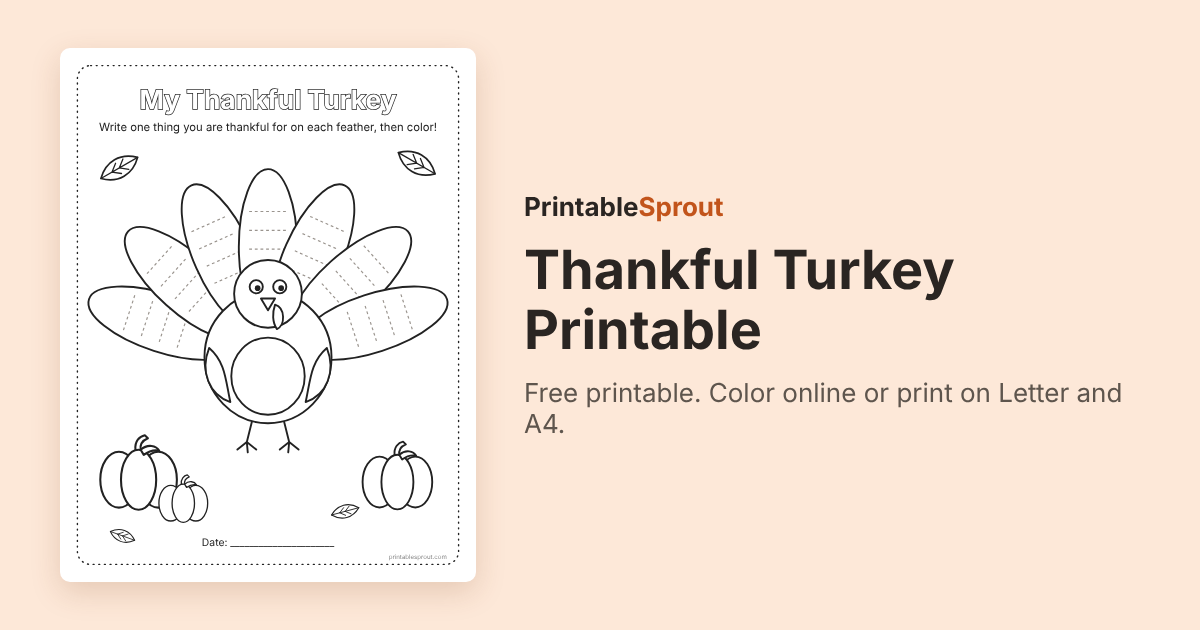 My Thankful Turkey
Write one thing you are thankful for on each feather, then color!
Date: ____________________
printablesprout.com
PrintableSprout
Thankful Turkey
Printable
Free printable. Color online or print on Letter and
A4.